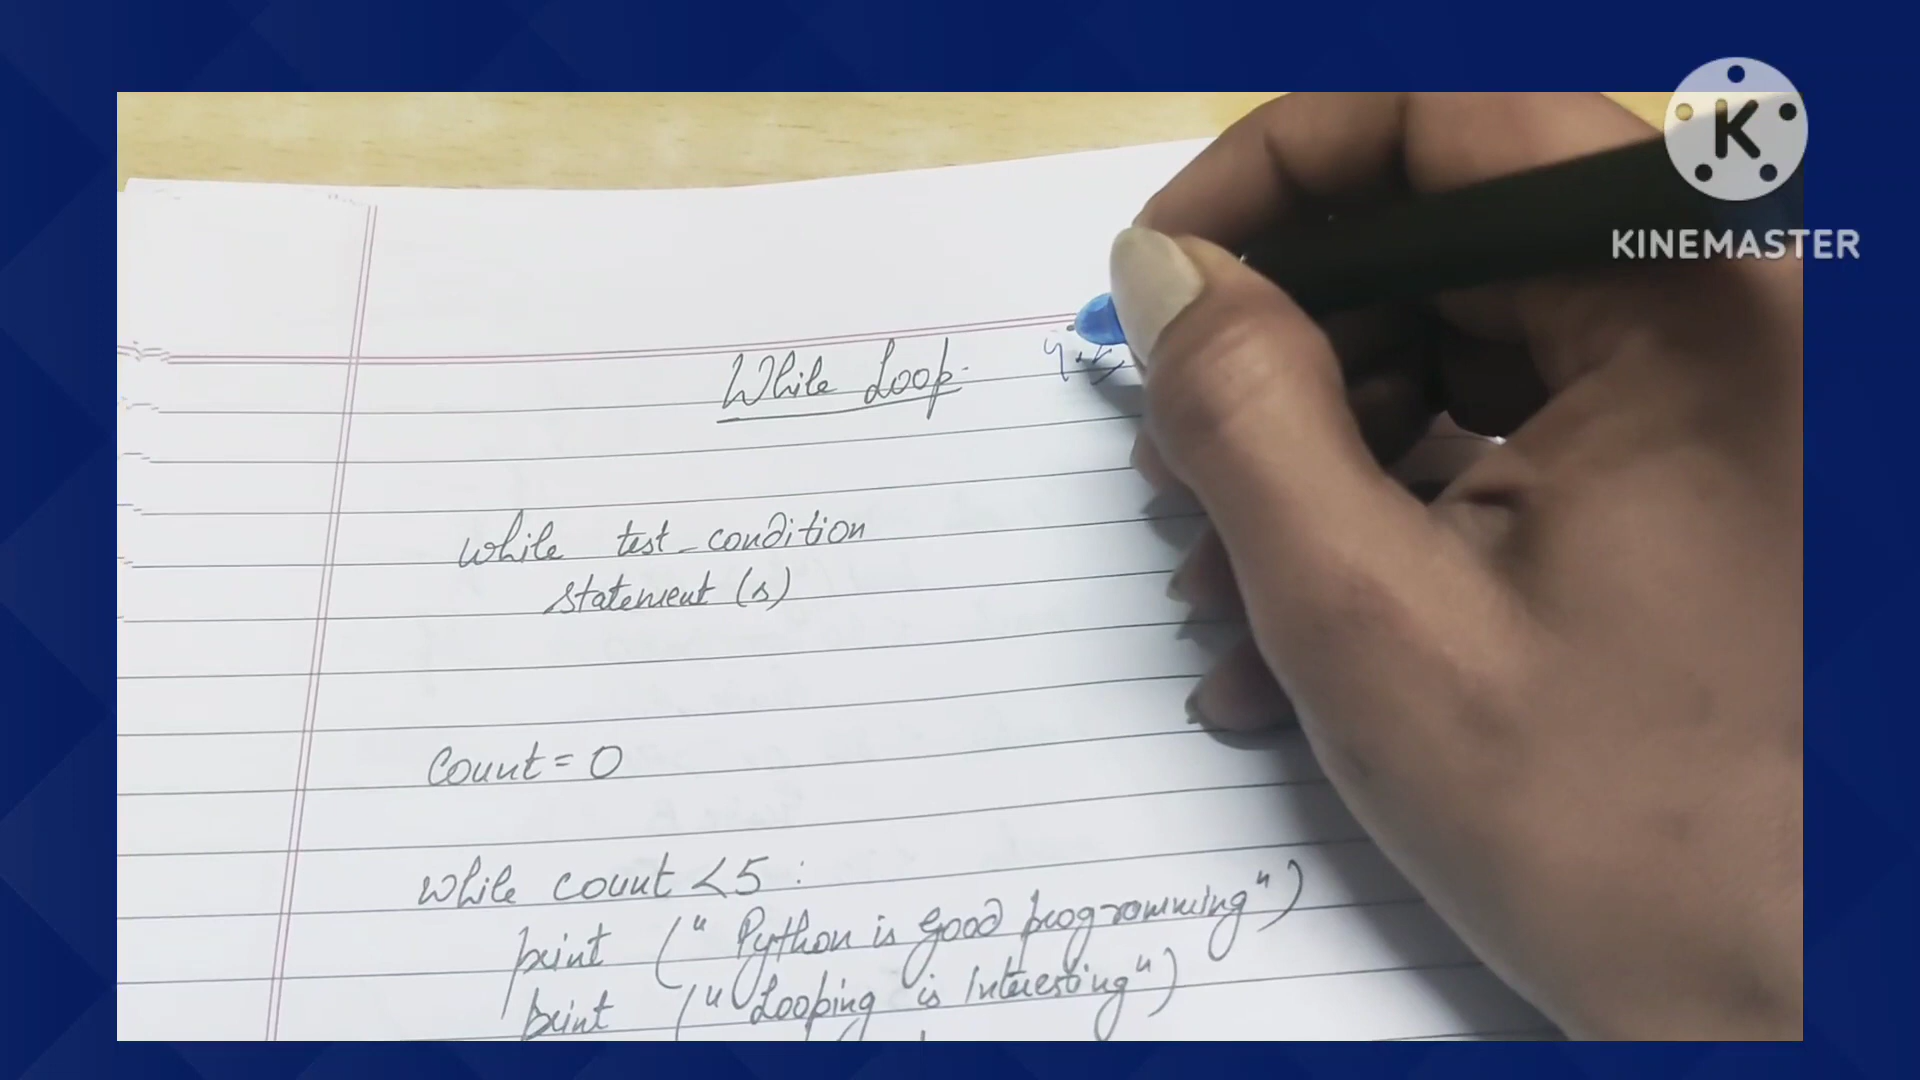 K
KINEMASTER
While Loop
while test_condition
statement (s)
Count = 0
while count < 5 :
print (" Python is good programming")
print (" Looping is Interesting")